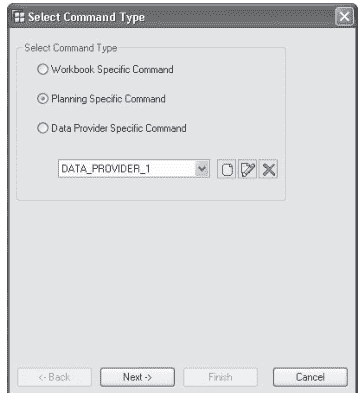 Select Command Type
Select Command Type
Workbook Specific Command
Planning Specific Command
Data Provider Specific Command
DATA_PROVIDER_1
<- Back Next -> Finish Cancel